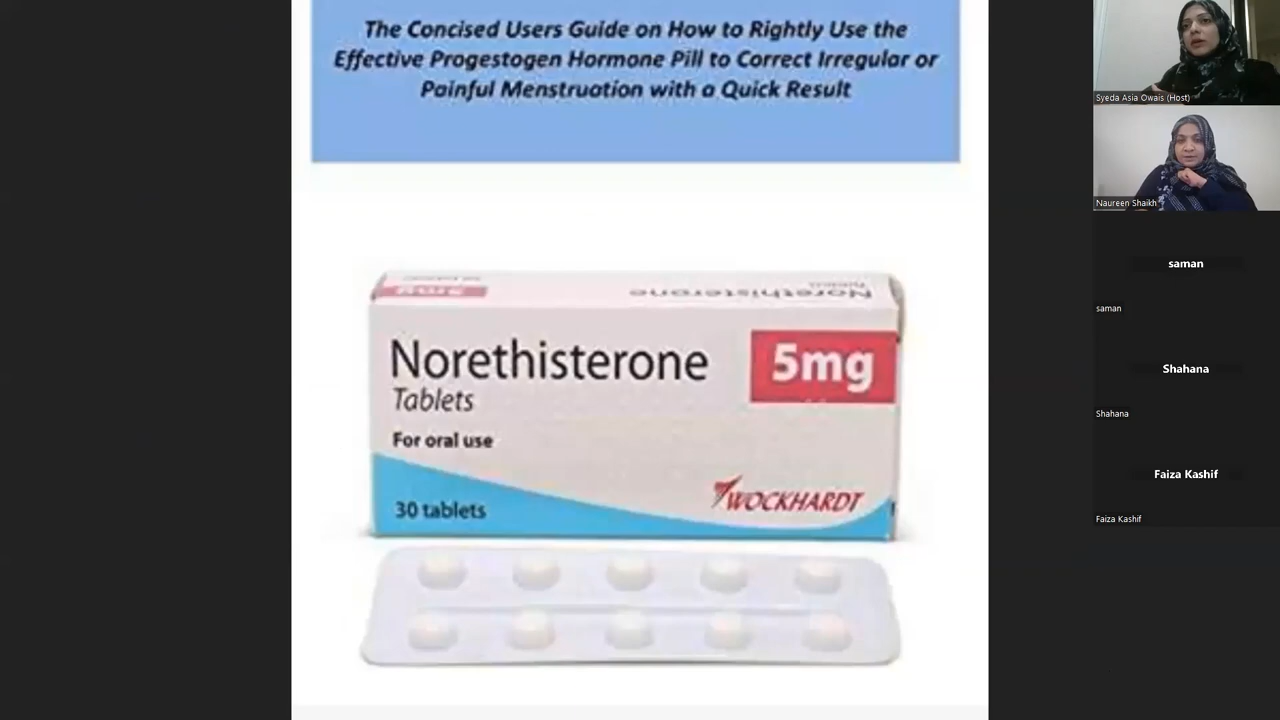 The Concised Users Guide on How to Rightly Use the
Effective Progestogen Hormone Pill to Correct Irregular or
Painful Menstruation with a Quick Result
Norethisterone
5mg
Norethisterone
5mg
Tablets
For oral use
WOCKHARDT
30 tablets
Syeda Asia Owais (Host)
Naureen Shaikh
saman
saman
Shahana
Shahana
Faiza Kashif
Faiza Kashif